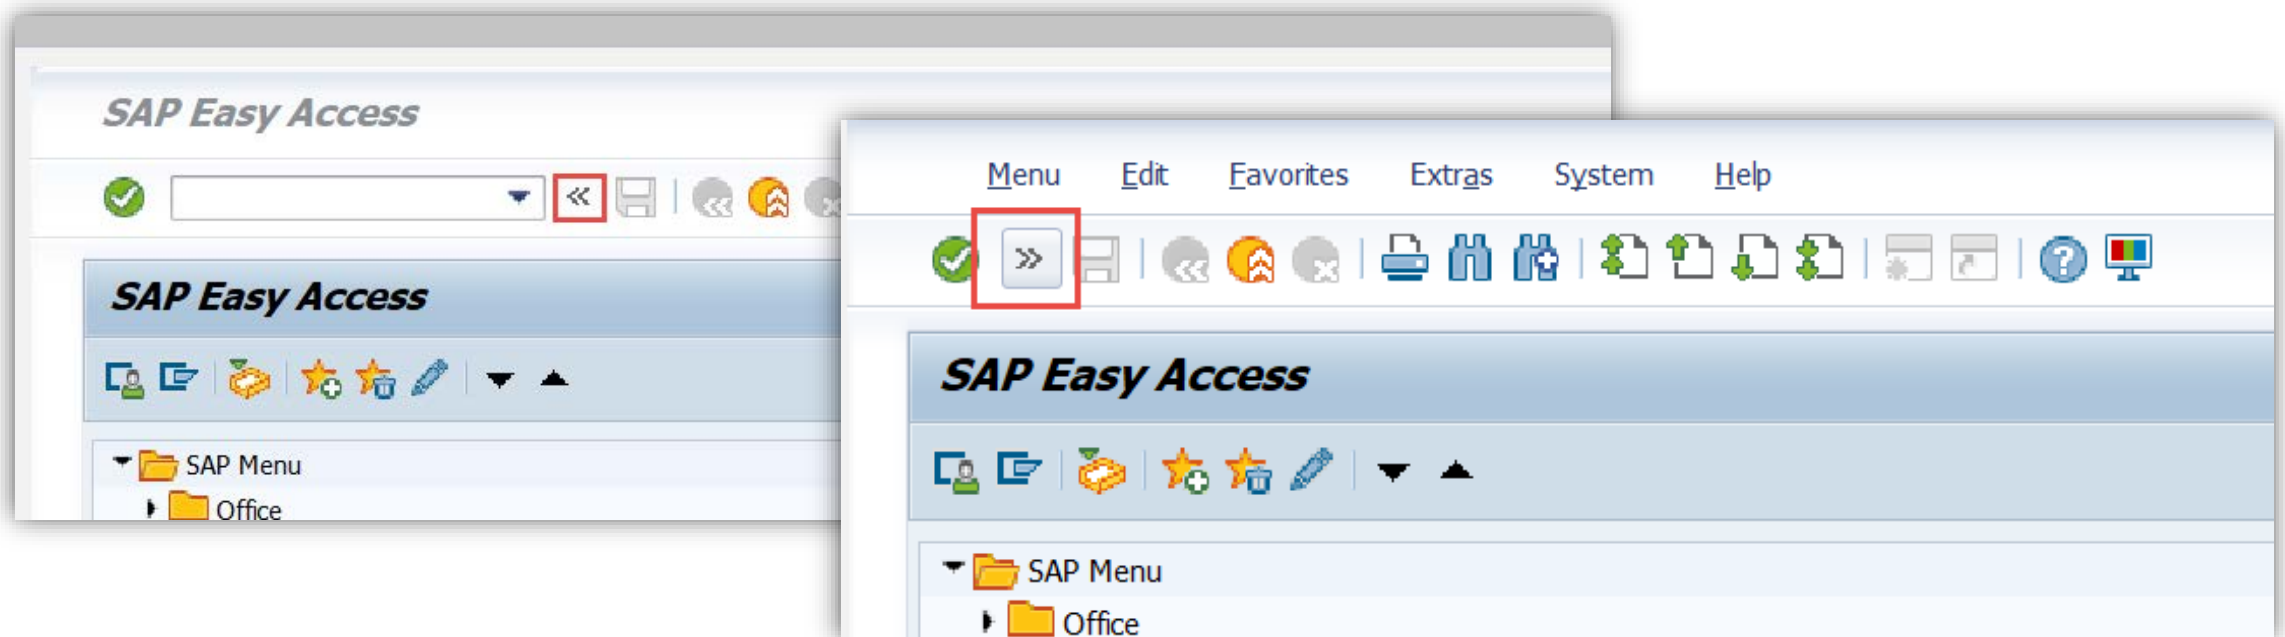 SAP Easy Access
SAP Easy Access
SAP Menu
Office
Menu Edit Favorites Extras System Help
SAP Easy Access
SAP Menu
Office